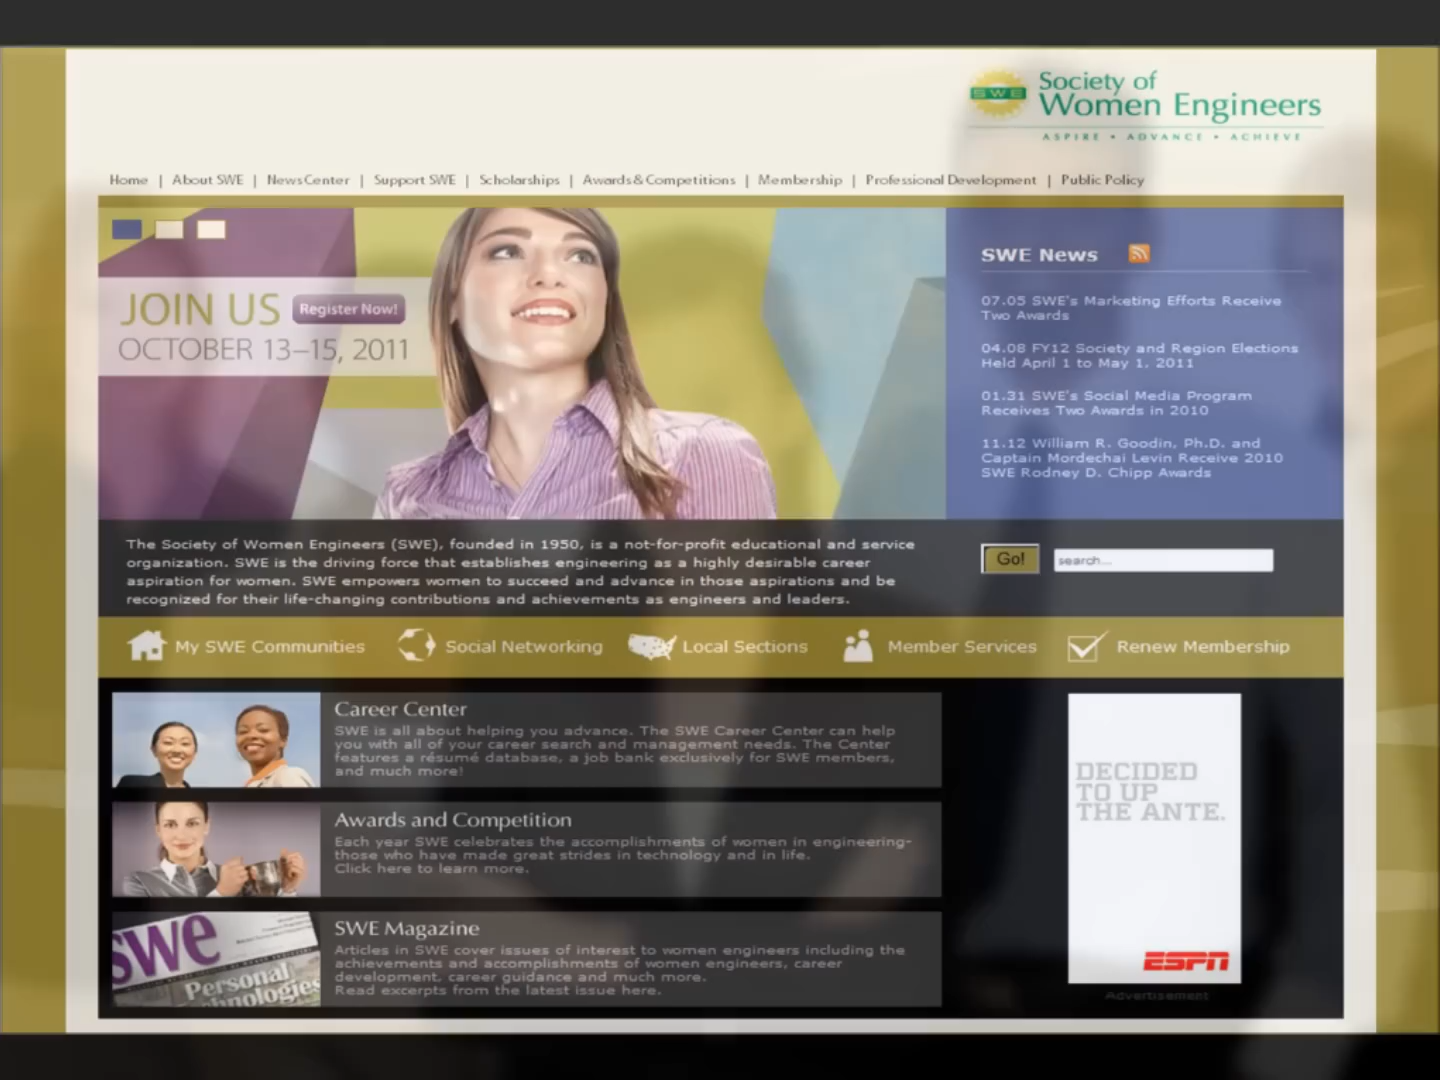 SWE
Society of
Women Engineers
ASPIRE • ADVANCE • ACHIEVE
Home | About SWE | News Center | Support SWE | Scholarships | Awards & Competitions | Membership | Professional Development | Public Policy
JOIN US Register Now!
OCTOBER 13–15, 2011
SWE News
07.05 SWE's Marketing Efforts Receive
Two Awards
04.08 FY12 Society and Region Elections
Held April 1 to May 1, 2011
01.31 SWE's Social Media Program
Receives Two Awards in 2010
11.12 William R. Goodin, Ph.D. and
Captain Mordechai Levin Receive 2010
SWE Rodney D. Chipp Awards
The Society of Women Engineers (SWE), founded in 1950, is a not-for-profit educational and service
organization. SWE is the driving force that establishes engineering as a highly desirable career
aspiration for women. SWE empowers women to succeed and advance in those aspirations and be
recognized for their life-changing contributions and achievements as engineers and leaders.
Go! search...
My SWE Communities Social Networking Local Sections Member Services Renew Membership
Career Center
SWE is all about helping you advance. The SWE Career Center can help
you with all of your career search and management needs. The Center
features a résumé database, a job bank exclusively for SWE members,
and much more!
Awards and Competition
Each year SWE celebrates the accomplishments of women in engineering-
those who have made great strides in technology and in life.
Click here to learn more.
swe
Personal
SWE Magazine
Articles in SWE cover issues of interest to women engineers including the
achievements and accomplishments of women engineers, career
development, career guidance and much more.
Read excerpts from the latest issue here.
DECIDED
TO UP
THE ANTE.
ESPN
Advertisement